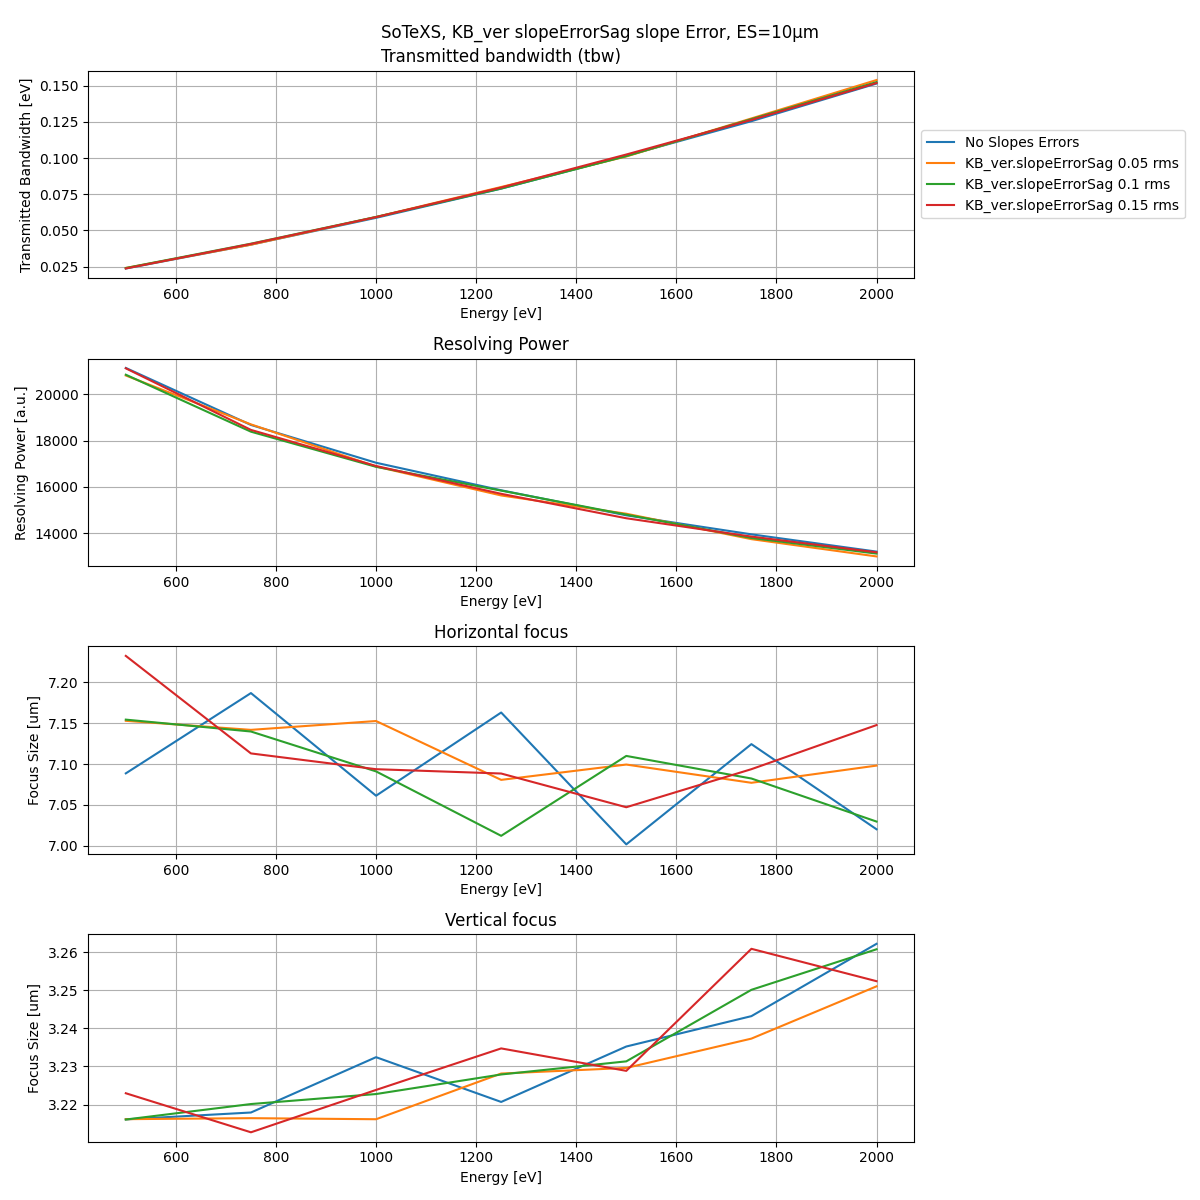 SoTeXS, KB_ver slopeErrorSag slope Error, ES=10μm
Transmitted bandwidth (tbw)
Transmitted Bandwidth [eV]
0.150
0.125
0.100
0.075
0.050
0.025
600 800 1000 1200 1400 1600 1800 2000
Energy [eV]
No Slopes Errors
KB_ver.slopeErrorSag 0.05 rms
KB_ver.slopeErrorSag 0.1 rms
KB_ver.slopeErrorSag 0.15 rms
Resolving Power
Resolving Power [a.u.]
20000
18000
16000
14000
600 800 1000 1200 1400 1600 1800 2000
Energy [eV]
Horizontal focus
Focus Size [um]
7.20
7.15
7.10
7.05
7.00
600 800 1000 1200 1400 1600 1800 2000
Energy [eV]
Vertical focus
Focus Size [um]
3.26
3.25
3.24
3.23
3.22
600 800 1000 1200 1400 1600 1800 2000
Energy [eV]